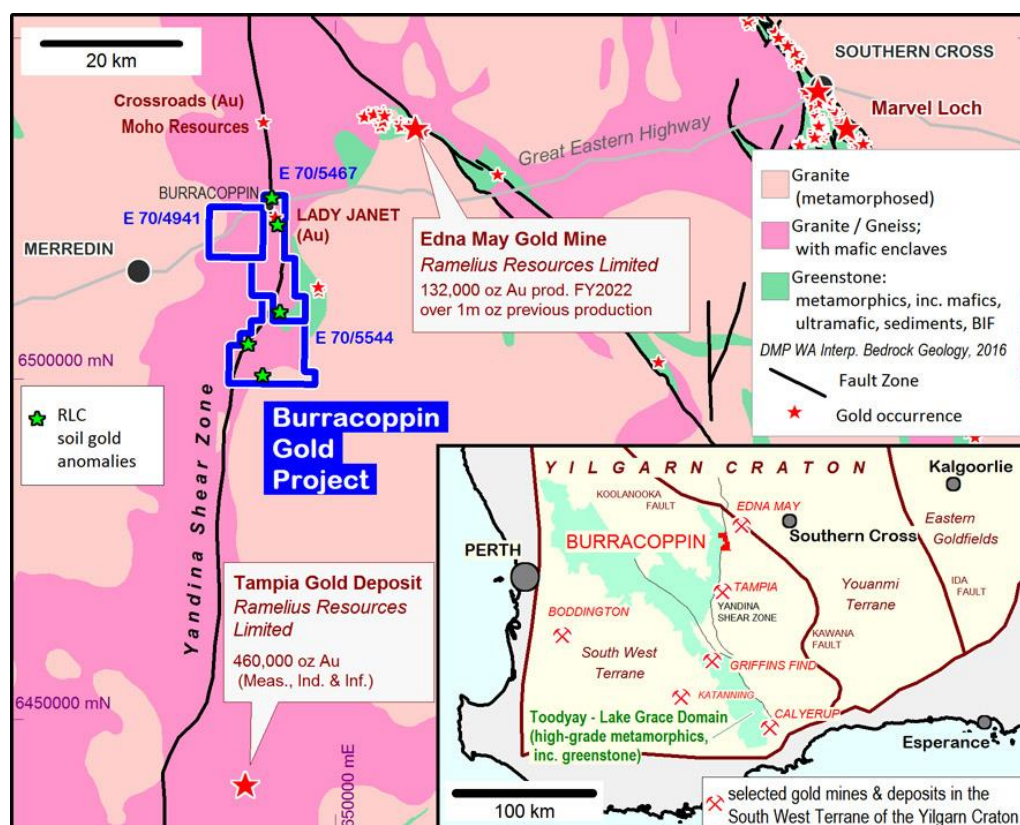 20 km
SOUTHERN CROSS
Crossroads (Au)
Moho Resources
Marvel Loch
Great Eastern Highway
E 70/5467
BURRACOPPIN
E 70/4941
LADY JANET
(Au)
MERREDIN
Edna May Gold Mine
Ramelius Resources Limited
132,000 oz Au prod. FY2022
over 1m oz previous production
Granite
(metamorphosed)
Granite / Gneiss;
with mafic enclaves
Greenstone:
metamorphics, inc. mafics,
ultramafic, sediments, BIF
DMP WA Interp. Bedrock Geology, 2016
Fault Zone
Gold occurrence
E 70/5544
6500000 mN
RLC
soil gold
anomalies
Burracoppin
Gold
Project
Yandina Shear Zone
Tampia Gold Deposit
Ramelius Resources
Limited
460,000 oz Au
(Meas., Ind. & Inf.)
6450000 mN
650000 mE
YILGARN CRATON
KOOLANOOKA
FAULT
Kalgoorlie
EDNA MAY
Southern Cross
Eastern
Goldfields
BURRACOPPIN
PERTH
TAMPIA
YANDINA
SHEAR ZONE
Youanmi
Terrane
IDA
FAULT
BODDINGTON
KAWANA
FAULT
South West
Terrane
GRIFFINS FIND
KATANNING
CALYERUP
Toodyay - Lake Grace Domain
(high-grade metamorphics,
inc. greenstone)
Esperance
100 km
selected gold mines & deposits in the
South West Terrane of the Yilgarn Craton